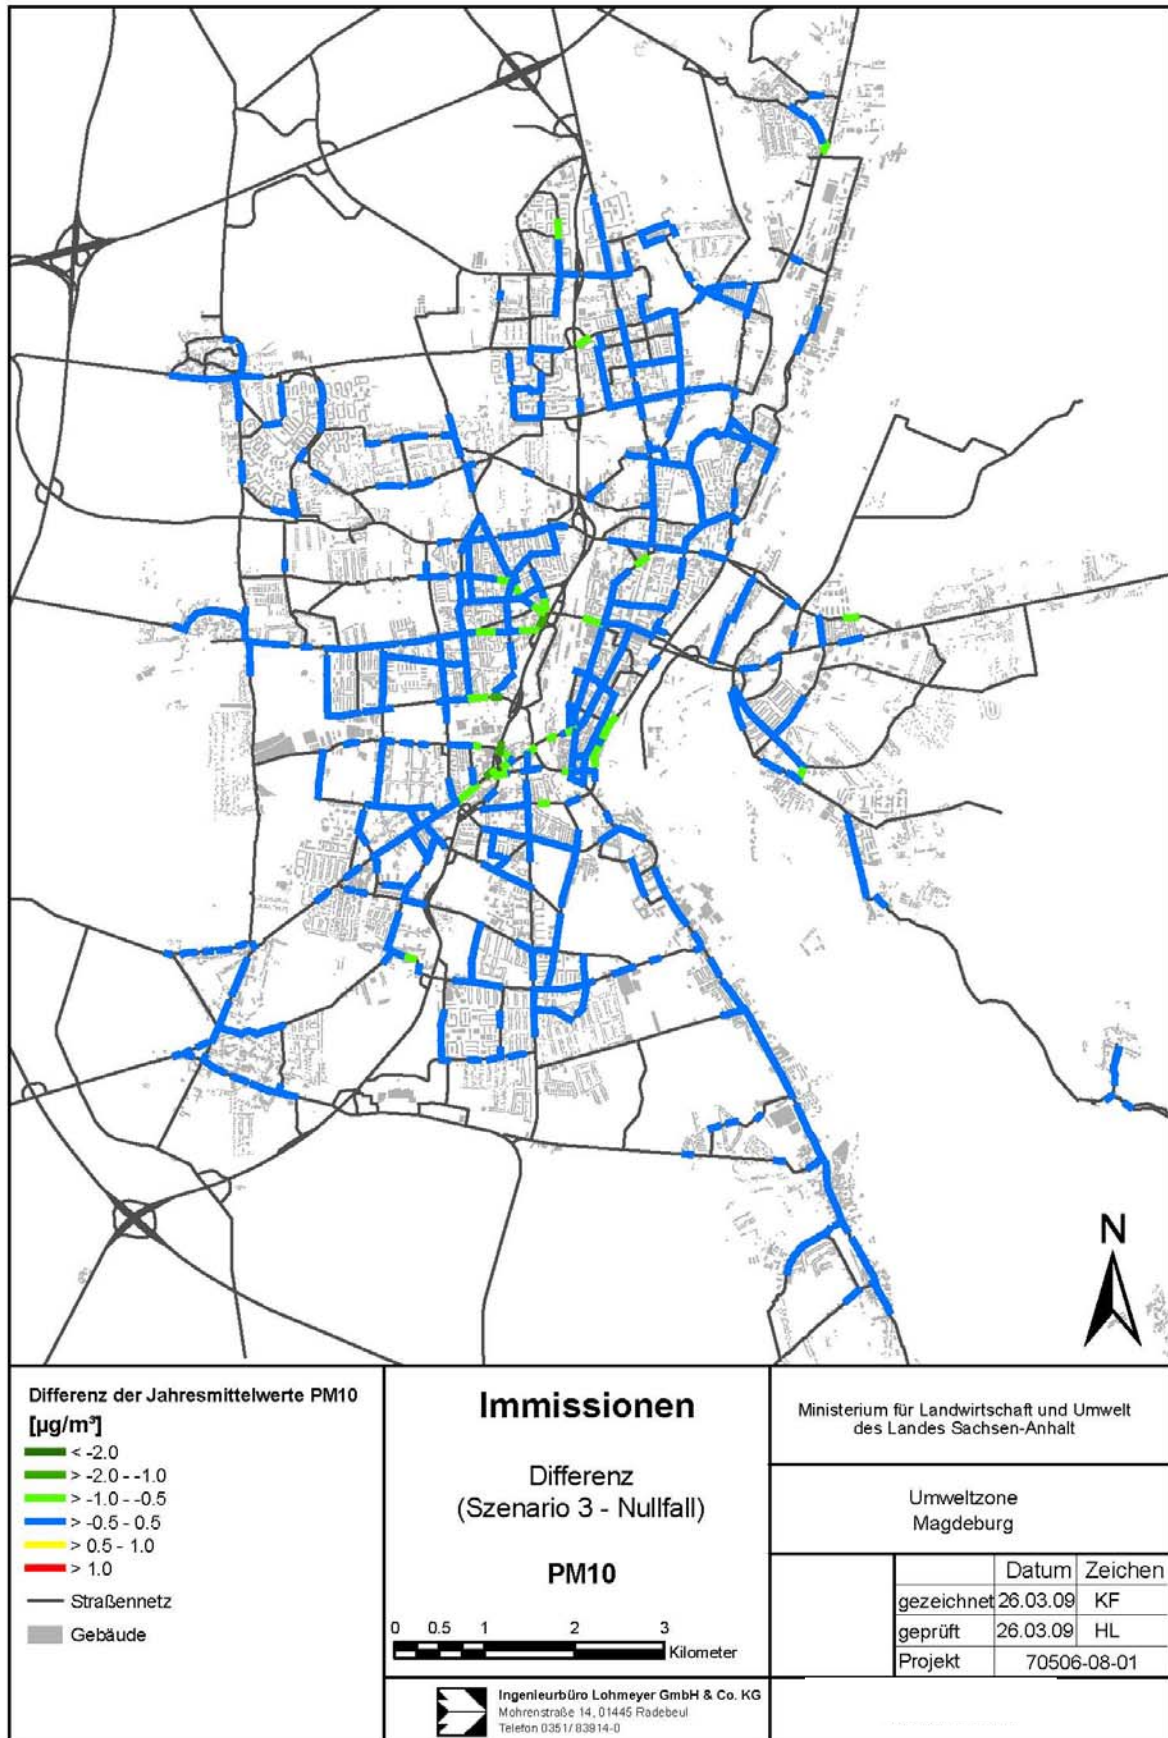 N
Differenz der Jahresmittelwerte PM10
[µg/m³]
< -2.0
> -2.0 - -1.0
> -1.0 - -0.5
> -0.5 - 0.5
> 0.5 - 1.0
> 1.0
Straßennetz
Gebäude
Immissionen
Differenz
(Szenario 3 - Nullfall)
PM10
0 0.5 1 2 3
Kilometer
Ingenieurbüro Lohmeyer GmbH & Co. KG
Mohrenstraße 14, 01445 Radebeul
Telefon 0351/ 83914-0
Ministerium für Landwirtschaft und Umwelt
des Landes Sachsen-Anhalt
Umweltzone
Magdeburg
Datum Zeichen
gezeichnet 26.03.09 KF
geprüft 26.03.09 HL
Projekt 70506-08-01